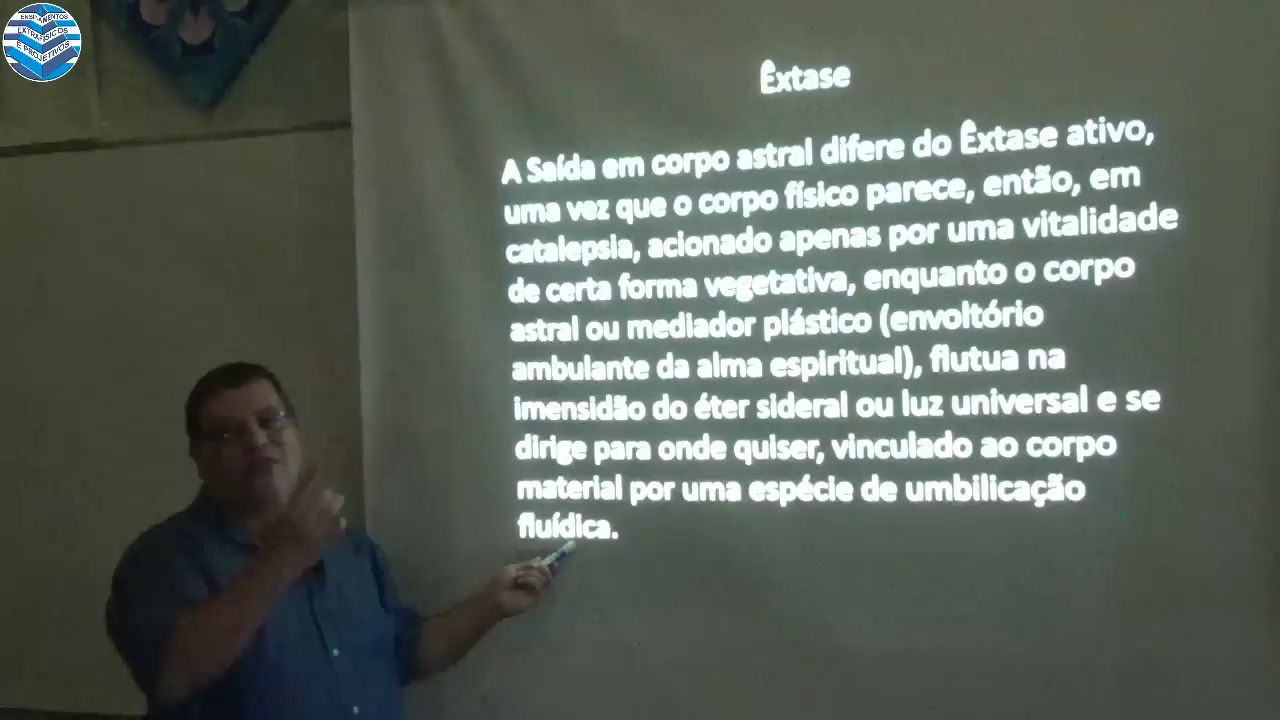 ENSINAMENTOS
EXTRAFÍSICOS
E PROJETIVOS
Êxtase
A Saída em corpo astral difere do Êxtase ativo,
uma vez que o corpo físico parece, então, em
catalepsia, acionado apenas por uma vitalidade
de certa forma vegetativa, enquanto o corpo
astral ou mediador plástico (envoltório
ambulante da alma espiritual), flutua na
imensidão do éter sideral ou luz universal e se
dirige para onde quiser, vinculado ao corpo
material por uma espécie de umbilicação
fluídica.